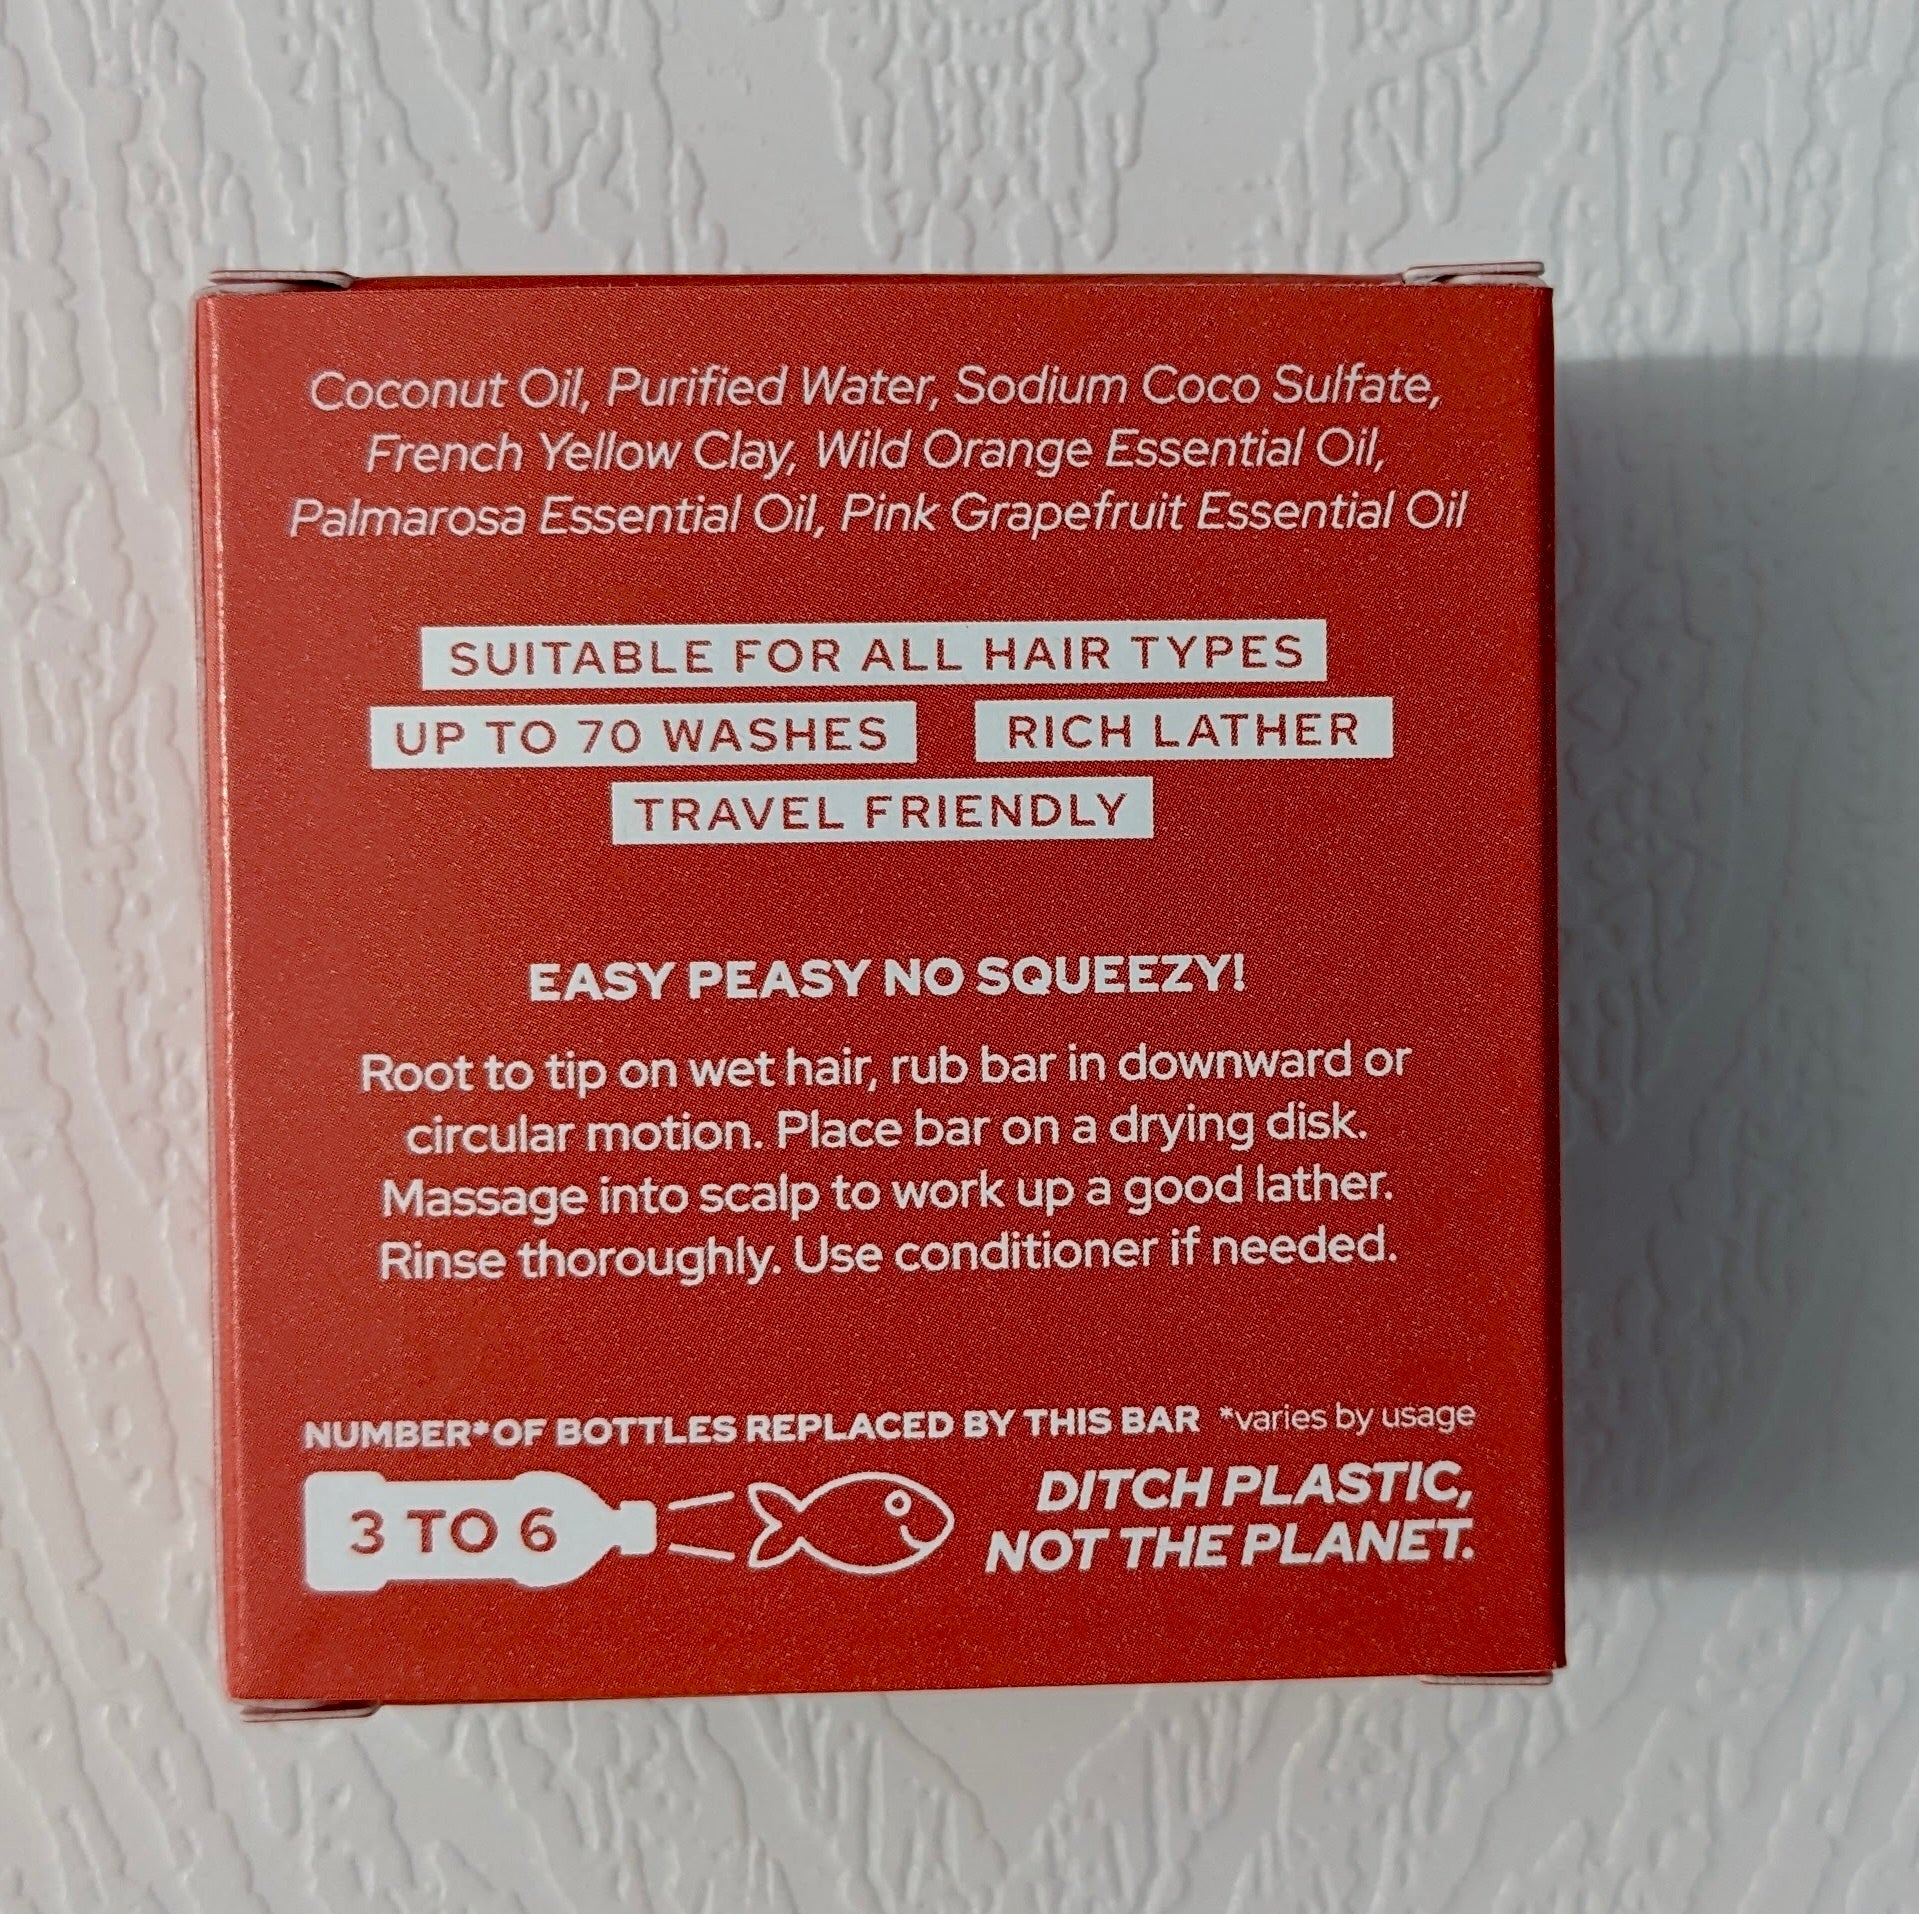 Coconut Oil, Purified Water, Sodium Coco Sulfate,
French Yellow Clay, Wild Orange Essential Oil,
Palmarosa Essential Oil, Pink Grapefruit Essential Oil
SUITABLE FOR ALL HAIR TYPES
UP TO 70 WASHES RICH LATHER
TRAVEL FRIENDLY
EASY PEASY NO SQUEEZY!
Root to tip on wet hair, rub bar in downward or
circular motion. Place bar on a drying disk.
Massage into scalp to work up a good lather.
Rinse thoroughly. Use conditioner if needed.
NUMBER*OF BOTTLES REPLACED BY THIS BAR *varies by usage
3 TO 6
DITCH PLASTIC,
NOT THE PLANET.